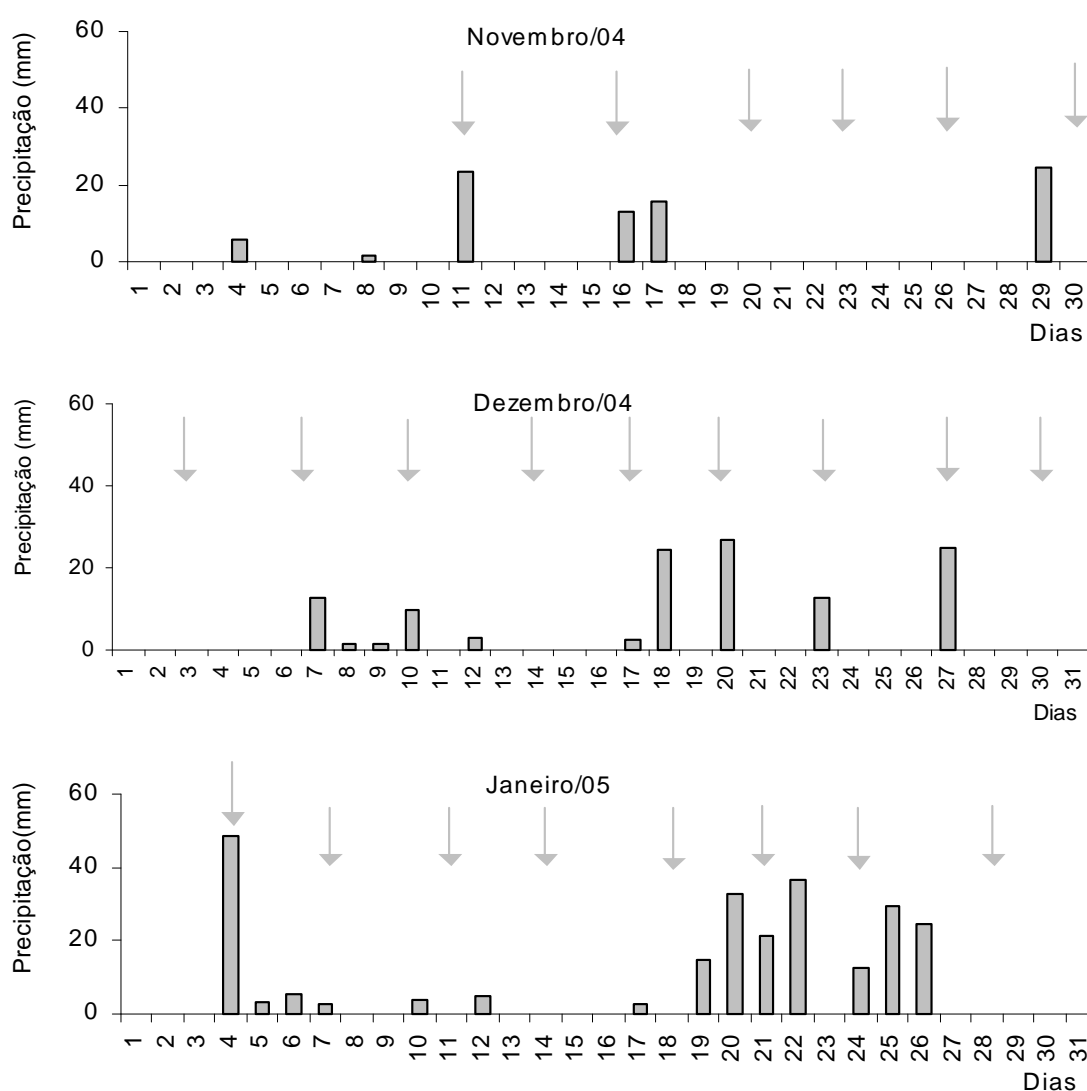 Novembro/04
Precipitação (mm)
60
40
20
0
1 2 3 4 5 6 7 8 9 10 11 12 13 14 15 16 17 18 19 20 21 22 23 24 25 26 27 28 29 30
Dias
Dezembro/04
Precipitação (mm)
60
40
20
0
1 2 3 4 5 6 7 8 9 10 11 12 13 14 15 16 17 18 19 20 21 22 23 24 25 26 27 28 29 30 31
Dias
Janeiro/05
Precipitação(mm)
60
40
20
0
1 2 3 4 5 6 7 8 9 10 11 12 13 14 15 16 17 18 19 20 21 22 23 24 25 26 27 28 29 30 31
Dias